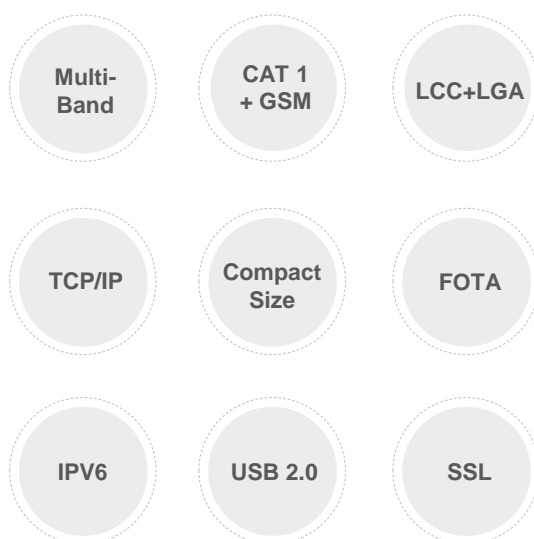 Multi-
Band
CAT 1
+ GSM
LCC+LGA
TCP/IP
Compact
Size
FOTA
IPV6
USB 2.0
SSL